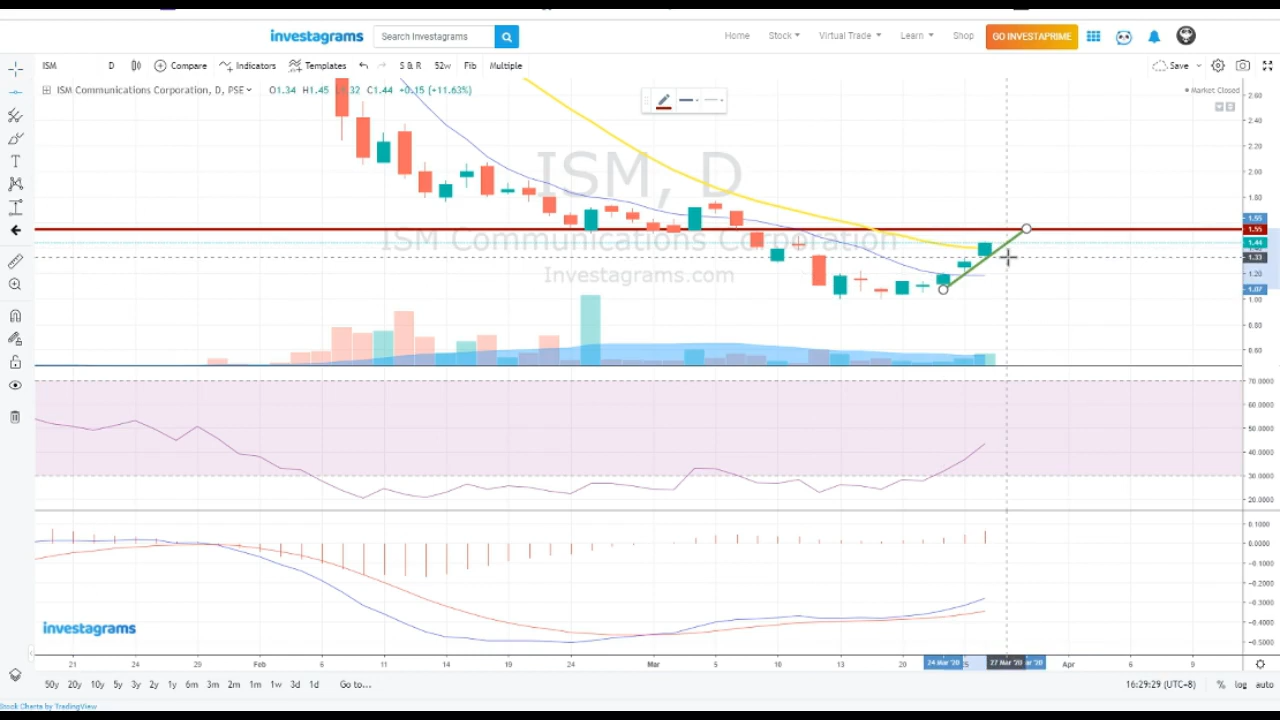 investagrams Search Investagrams Home Stock Virtual Trade Learn Shop GO INVESTAPRIME
ISM D Compare Indicators Templates S & R 52w Fib Multiple Save
ISM Communications Corporation, D, PSE O1.34 H1.45 L1.32 C1.44 +0.15 (+11.63%)
Market Closed
2.60
2.40
2.20
2.00
1.80
1.55
1.55
1.44
1.33
1.20
1.07
1.00
0.80
0.60
ISM, D
ISM Communications Corporation
Investagrams.com
70.0000
60.0000
50.0000
40.0000
30.0000
20.0000
0.1000
0.0000
-0.1000
-0.2000
-0.3000
-0.4000
-0.5000
investagrams
21 24 29 Feb 6 11 14 19 24 Mar 5 10 13 20 24 Mar '20 27 Mar '20 Apr 6 9
50y 20y 10y 5y 3y 2y 1y 6m 3m 2m 1m 1w 3d 1d Go to... 16:29:29 (UTC+8) % log auto
Stock Charts by TradingView